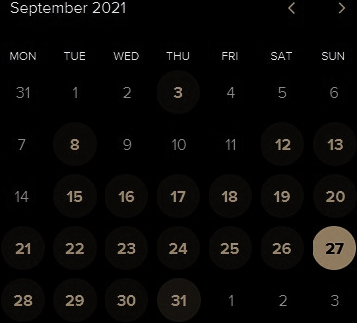 September 2021 < >
MON TUE WED THU FRI SAT SUN
31 1 2 3 4 5 6
7 8 9 10 11 12 13
14 15 16 17 18 19 20
21 22 23 24 25 26 27
28 29 30 31 1 2 3